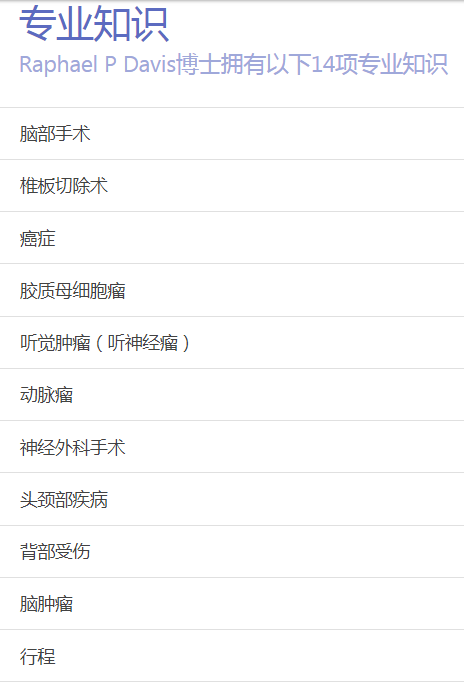 专业知识
Raphael P Davis博士拥有以下14项专业知识
脑部手术
椎板切除术
癌症
胶质母细胞瘤
听觉肿瘤（听神经瘤）
动脉瘤
神经外科手术
头颈部疾病
背部受伤
脑肿瘤
行程